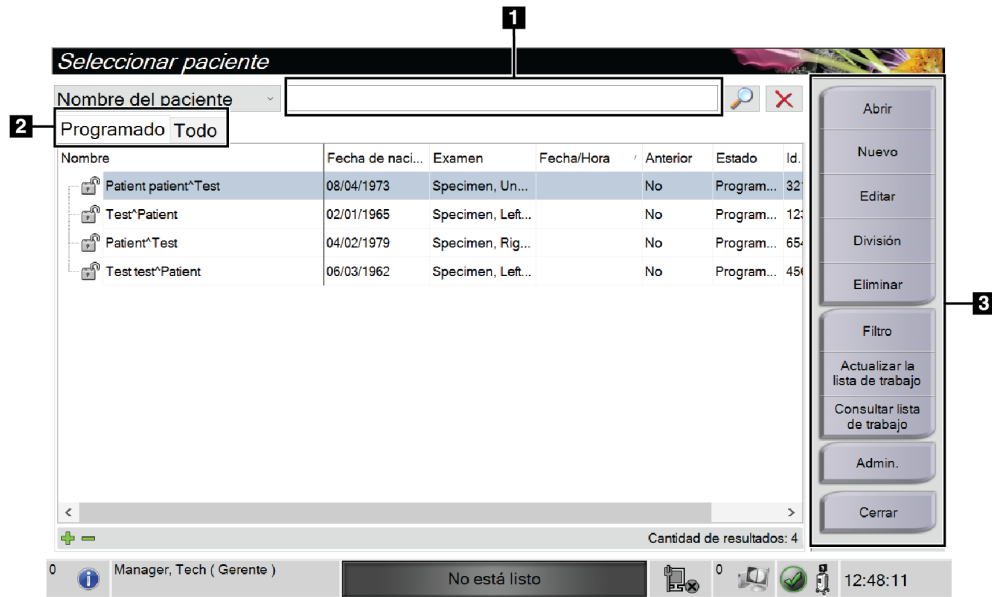 1
Seleccionar paciente
Nombre del paciente
2
Programado Todo
Nombre Fecha de naci... Examen Fecha/Hora Anterior Estado Id.
Patient patient^Test 08/04/1973 Specimen, Un... No Program... 32
Test^Patient 02/01/1965 Specimen, Left... No Program... 12
Patient^Test 04/02/1979 Specimen, Rig... No Program... 65
Test test^Patient 06/03/1962 Specimen, Left... No Program... 45
Cantidad de resultados: 4
Abrir
Nuevo
Editar
División
Eliminar
3
Filtro
Actualizar la
lista de trabajo
Consultar lista
de trabajo
Admin.
Cerrar
0 Manager, Tech ( Gerente ) No está listo 0 12:48:11